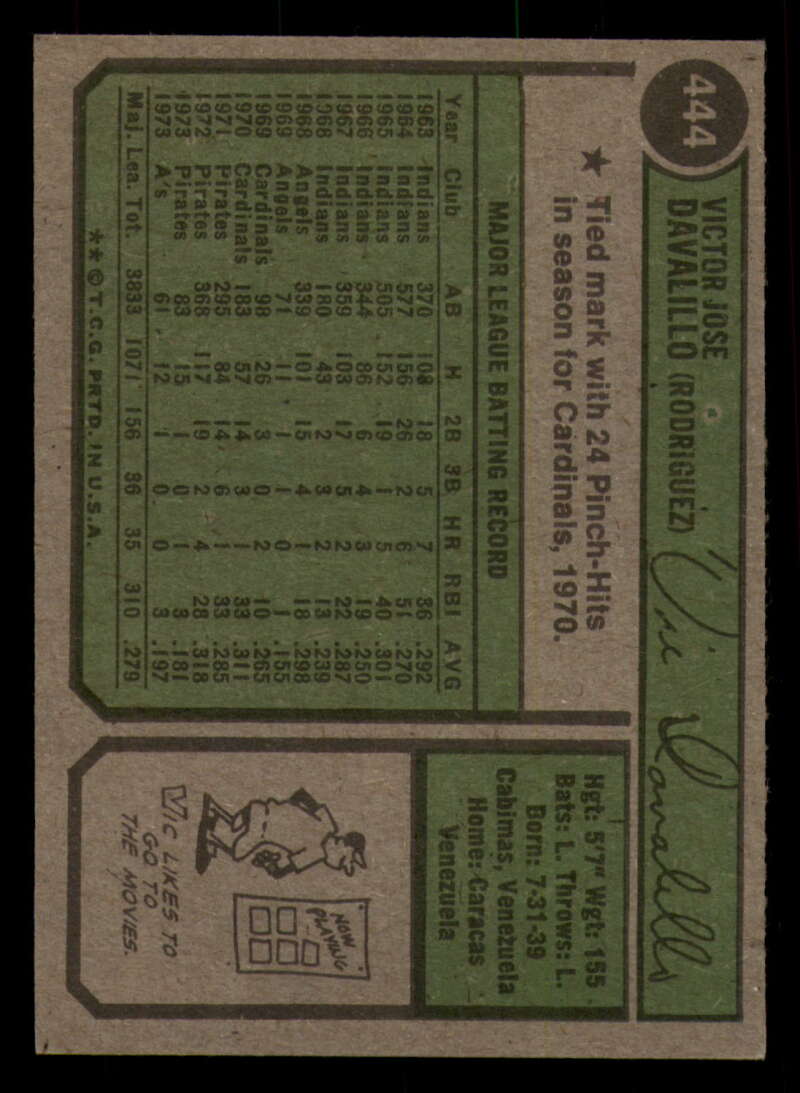 444
VICTOR JOSE
DAVALILLO (RODRIGUEZ)
Vic Davalillo
★ Tied mark with 24 Pinch-Hits
in season for Cardinals, 1970.
MAJOR LEAGUE BATTING RECORD
Year Club AB H 2B 3B HR RBI AVG
1963 Indians 370 108 18 5 7 36 .292
1964 Indians 577 156 26 2 6 51 .270
1965 Indians 505 152 19 1 5 40 .301
1966 Indians 344 86 6 4 3 19 .250
1967 Indians 359 103 17 5 2 22 .287
1968 Indians 180 43 2 3 2 13 .239
1968 Angels 339 101 15 4 1 18 .298
1969 Angels 71 11 1 1 0 1 .155
1969 Cardinals 98 26 3 0 2 10 .265
1970 Cardinals 183 57 14 3 1 33 .311
1971 Pirates 295 84 14 6 1 33 .285
1972 Pirates 368 117 19 2 4 28 .318
1973 Pirates 83 15 1 0 1 3 .181
1973 A's 61 12 1 0 0 3 .197
Maj. Lea. Tot. 3833 1071 156 36 35 310 .279
**©T.C.G. PRTD. IN U.S.A.
Hgt: 5'7" Wgt: 155
Bats: L. Throws: L.
Born: 7-31-39
Cabimas, Venezuela
Home: Caracas
Venezuela
NOW
PLAYING
VIC LIKES TO
GO TO
THE MOVIES.